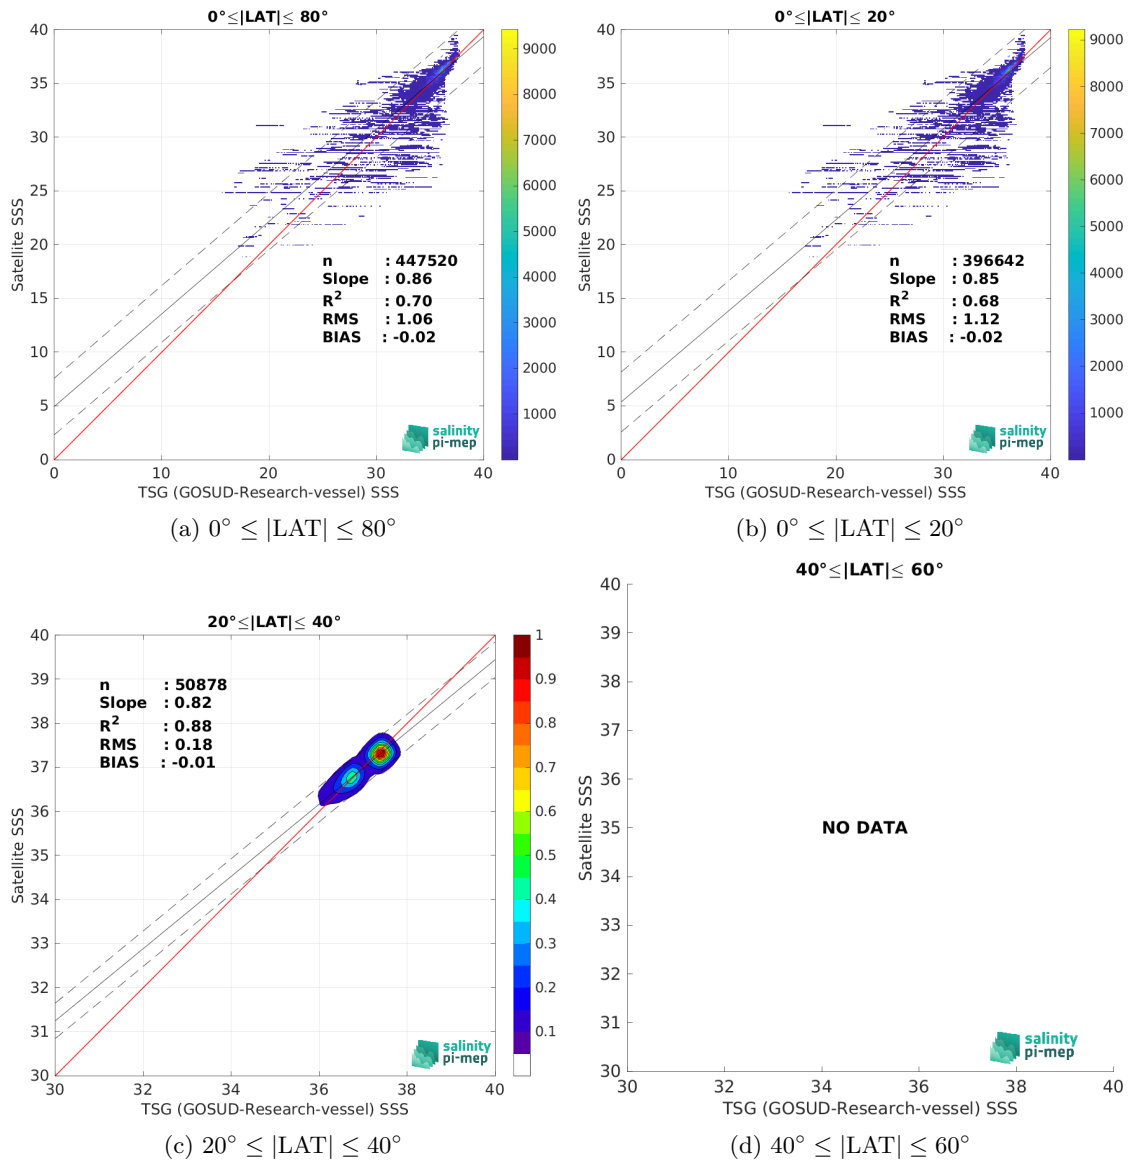 0°≤|LAT|≤ 80°
40
35
30
25
20
15
10
5
0
0
10
20
30
40
Satellite SSS
TSG (GOSUD-Research-vessel) SSS
n : 447520
Slope : 0.86
R² : 0.70
RMS : 1.06
BIAS : -0.02
salinity
pi-mep
9000
8000
7000
6000
5000
4000
3000
2000
1000
(a) 0° ≤ |LAT| ≤ 80°
0°≤|LAT|≤ 20°
40
35
30
25
20
15
10
5
0
0
10
20
30
40
Satellite SSS
TSG (GOSUD-Research-vessel) SSS
n : 396642
Slope : 0.85
R² : 0.68
RMS : 1.12
BIAS : -0.02
salinity
pi-mep
9000
8000
7000
6000
5000
4000
3000
2000
1000
(b) 0° ≤ |LAT| ≤ 20°
20°≤|LAT|≤ 40°
40
39
38
37
36
35
34
33
32
31
30
30
32
34
36
38
40
Satellite SSS
TSG (GOSUD-Research-vessel) SSS
n : 50878
Slope : 0.82
R² : 0.88
RMS : 0.18
BIAS : -0.01
salinity
pi-mep
1
0.9
0.8
0.7
0.6
0.5
0.4
0.3
0.2
0.1
(c) 20° ≤ |LAT| ≤ 40°
40°≤|LAT|≤ 60°
40
39
38
37
36
35
34
33
32
31
30
30
32
34
36
38
40
Satellite SSS
TSG (GOSUD-Research-vessel) SSS
NO DATA
salinity
pi-mep
(d) 40° ≤ |LAT| ≤ 60°